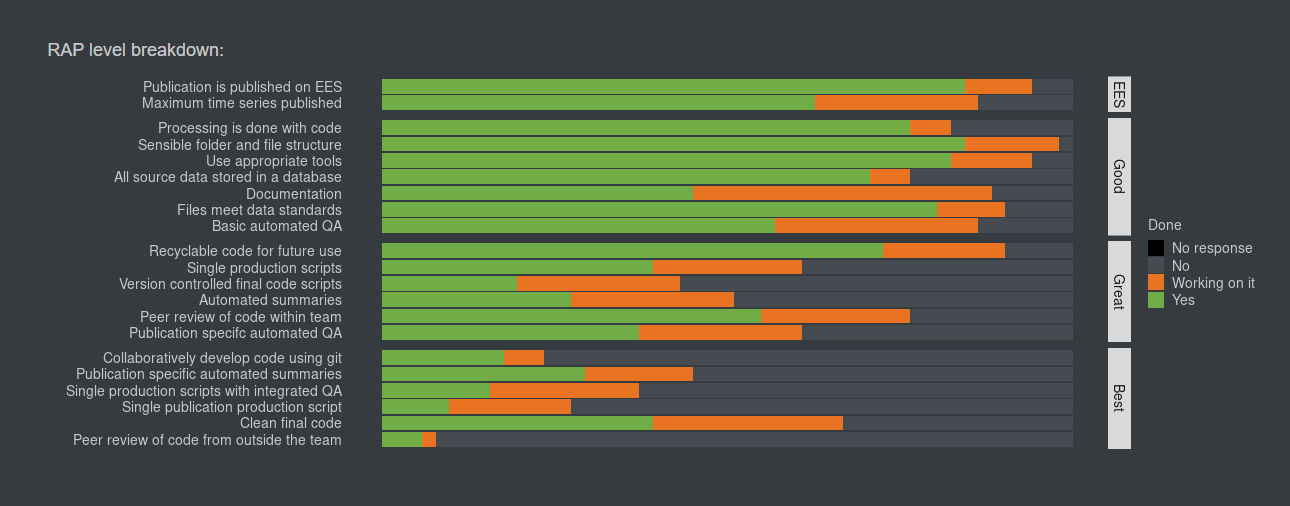 RAP level breakdown:
Publication is published on EES
Maximum time series published
EES
Processing is done with code
Sensible folder and file structure
Use appropriate tools
All source data stored in a database
Documentation
Files meet data standards
Basic automated QA
Good
Recyclable code for future use
Single production scripts
Version controlled final code scripts
Automated summaries
Peer review of code within team
Publication specifc automated QA
Great
Collaboratively develop code using git
Publication specific automated summaries
Single production scripts with integrated QA
Single publication production script
Clean final code
Peer review of code from outside the team
Best
Done
No response
No
Working on it
Yes